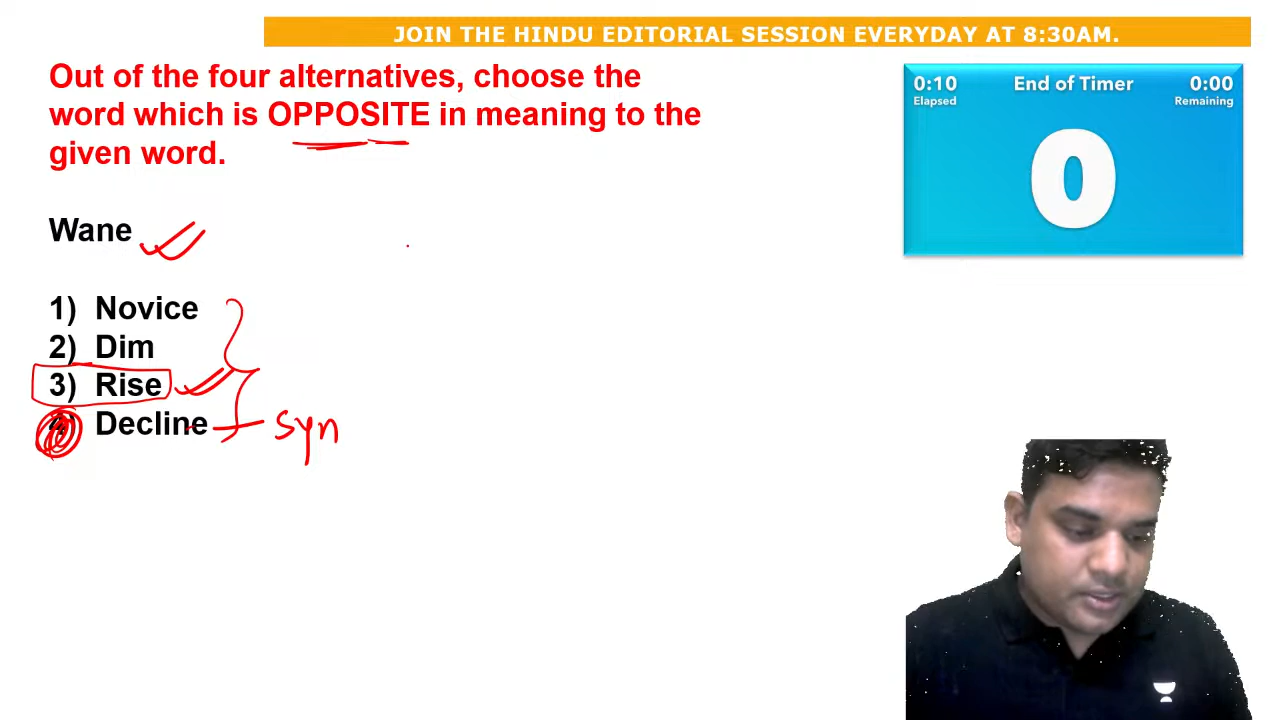 JOIN THE HINDU EDITORIAL SESSION EVERYDAY AT 8:30AM.
Out of the four alternatives, choose the
word which is OPPOSITE in meaning to the
given word.
0:10 End of Timer 0:00
Elapsed Remaining
0
Wane
1) Novice
2) Dim
3) Rise
4) Decline Syn